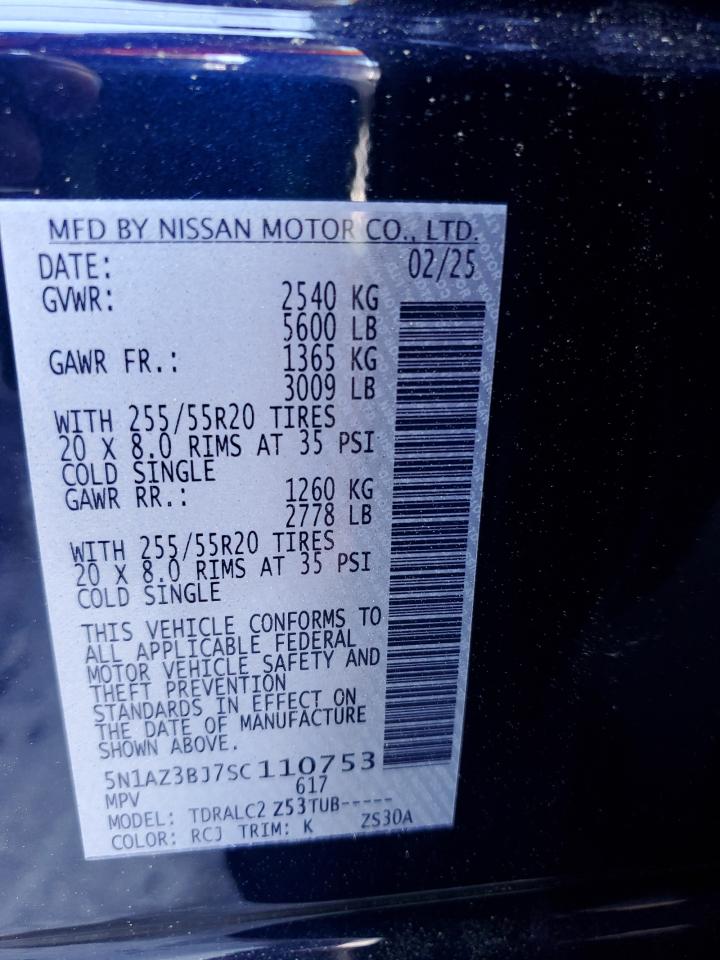 MFD BY NISSAN MOTOR CO., LTD.
DATE: 02/25
GVWR: 2540 KG
5600 LB
GAWR FR.: 1365 KG
3009 LB
WITH 255/55R20 TIRES
20 X 8.0 RIMS AT 35 PSI
COLD SINGLE
GAWR RR.: 1260 KG
2778 LB
WITH 255/55R20 TIRES
20 X 8.0 RIMS AT 35 PSI
COLD SINGLE
THIS VEHICLE CONFORMS TO
ALL APPLICABLE FEDERAL
MOTOR VEHICLE SAFETY AND
THEFT PREVENTION
STANDARDS IN EFFECT ON
THE DATE OF MANUFACTURE
SHOWN ABOVE.
5N1AZ3BJ7SC110753
MPV 617
MODEL: TDRALC2 Z53TUB-----
COLOR: RCJ TRIM: K ZS30A